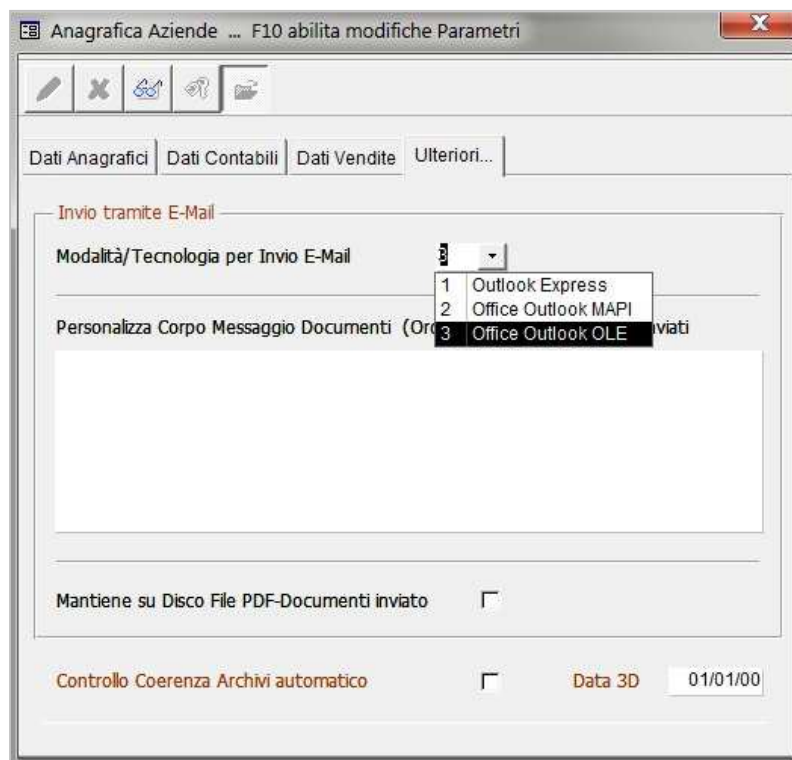 Anagrafica Aziende ... F10 abilita modifiche Parametri
Dati Anagrafici Dati Contabili Dati Vendite Ulteriori...
Invio tramite E-Mail
Modalità/Tecnologia per Invio E-Mail 3
1 Outlook Express
2 Office Outlook MAPI
3 Office Outlook OLE
Personalizza Corpo Messaggio Documenti
Mantiene su Disco File PDF-Documenti inviato
Controllo Coerenza Archivi automatico Data 3D 01/01/00